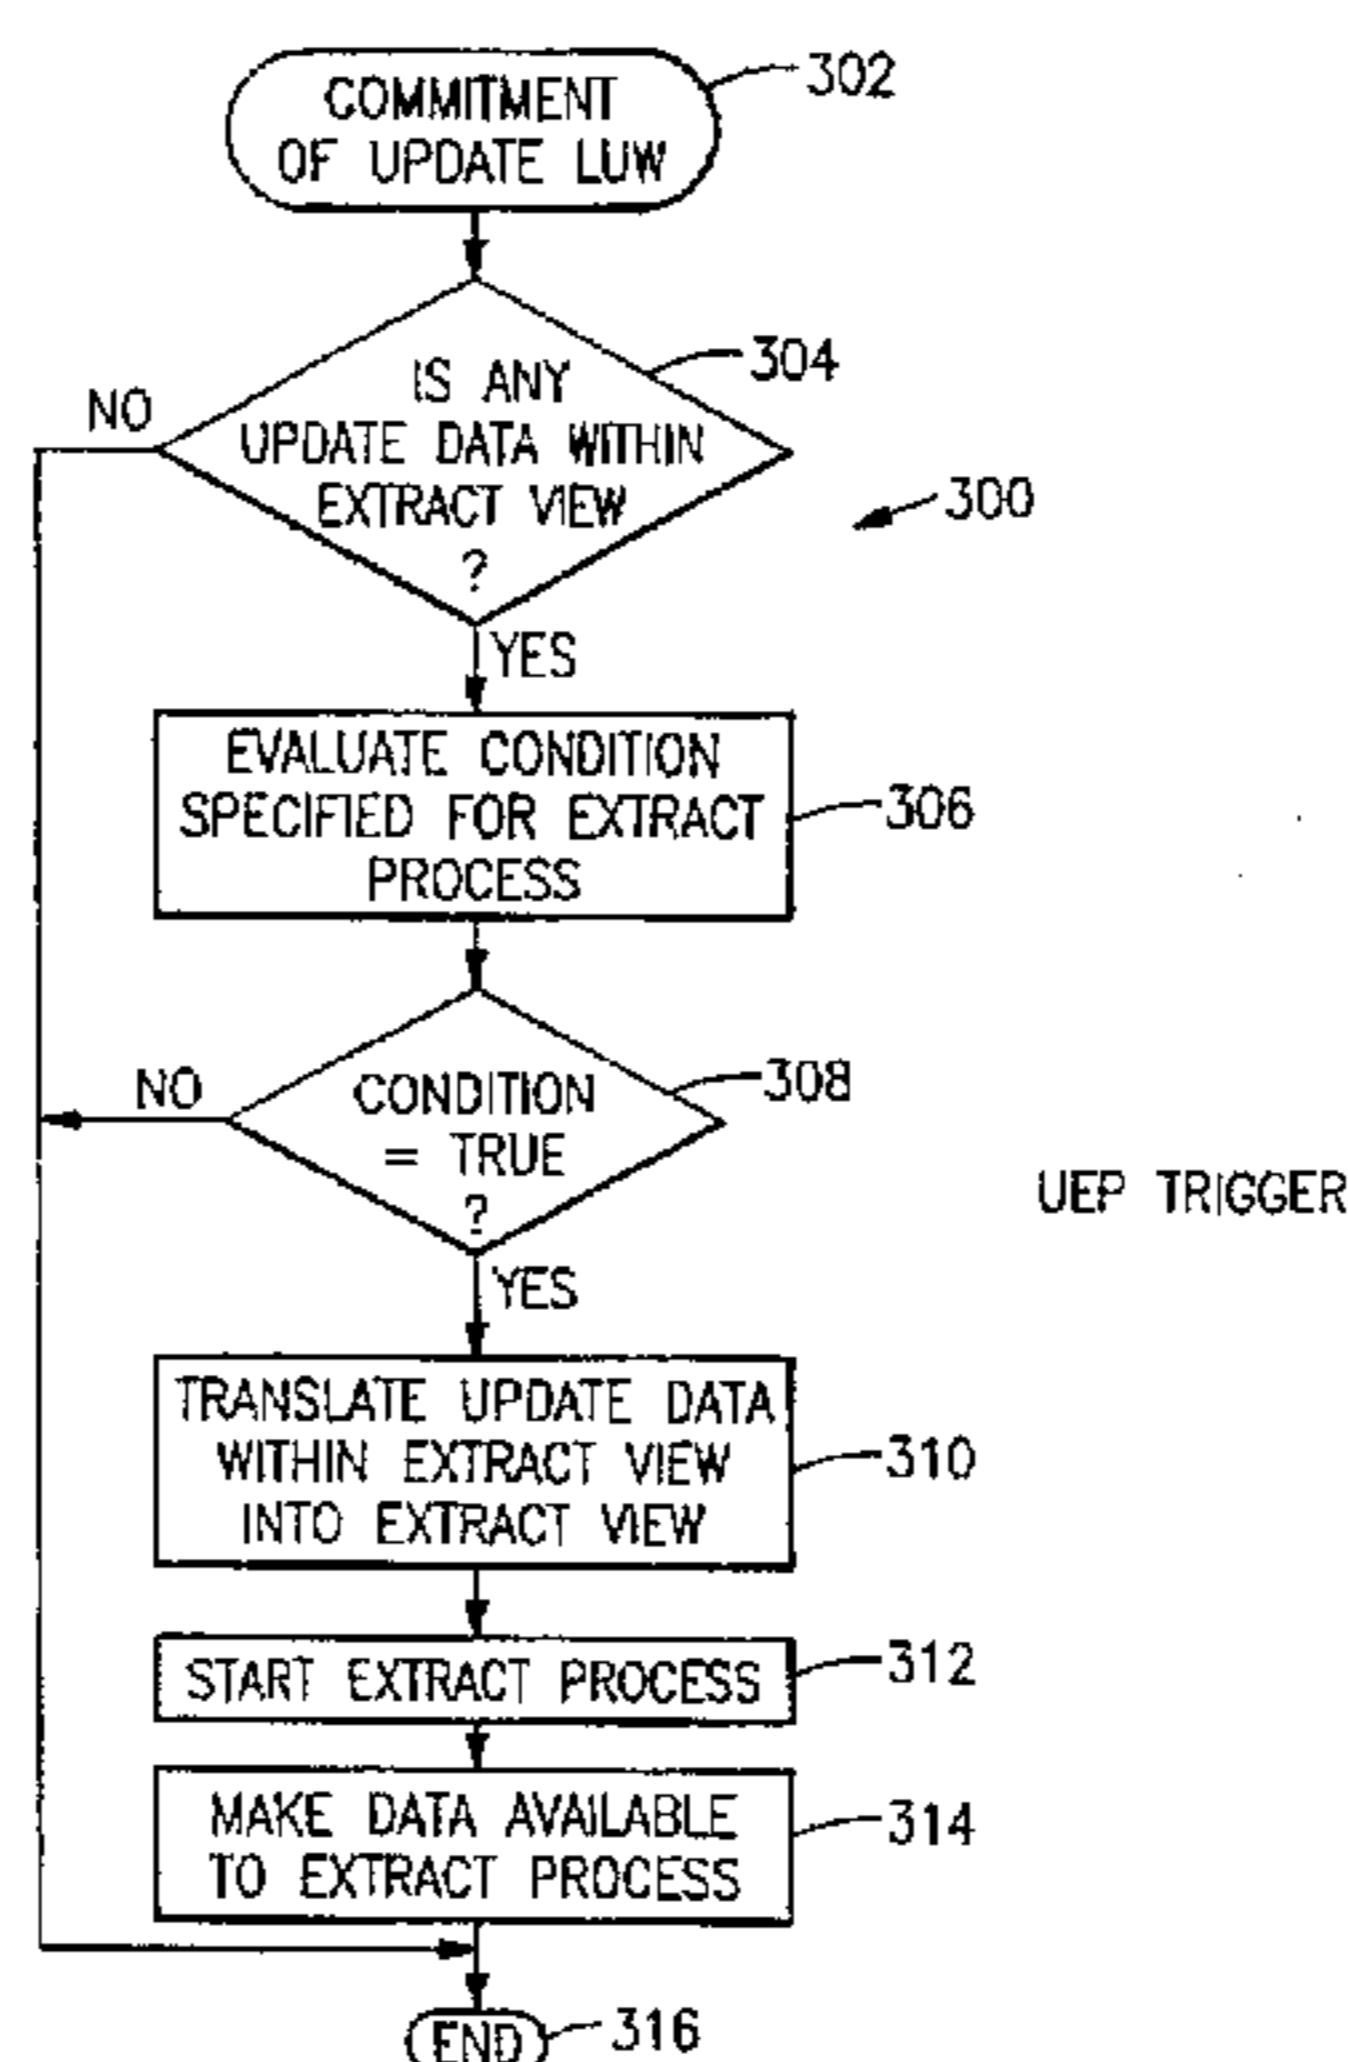 COMMITMENT
OF UPDATE LUW
302
IS ANY
UPDATE DATA WITHIN
EXTRACT VIEW
?
304
NO
300
YES
EVALUATE CONDITION
SPECIFIED FOR EXTRACT
PROCESS
306
CONDITION
= TRUE
?
308
NO
UEP TRIGGER
YES
TRANSLATE UPDATE DATA
WITHIN EXTRACT VIEW
INTO EXTRACT VIEW
310
START EXTRACT PROCESS
312
MAKE DATA AVAILABLE
TO EXTRACT PROCESS
314
END
316